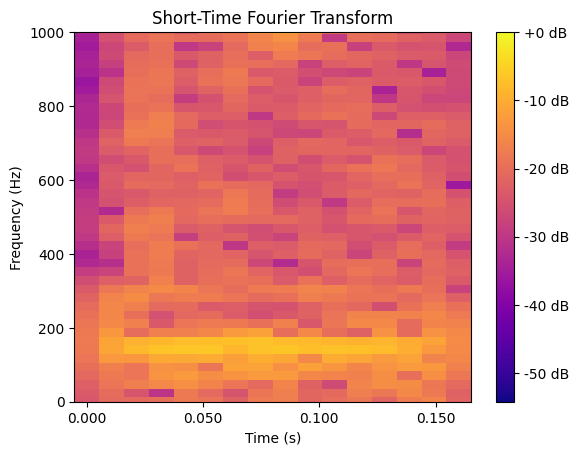 Short-Time Fourier Transform
Frequency (Hz)
1000
800
600
400
200
0
0.000 0.050 0.100 0.150
Time (s)
+0 dB
-10 dB
-20 dB
-30 dB
-40 dB
-50 dB